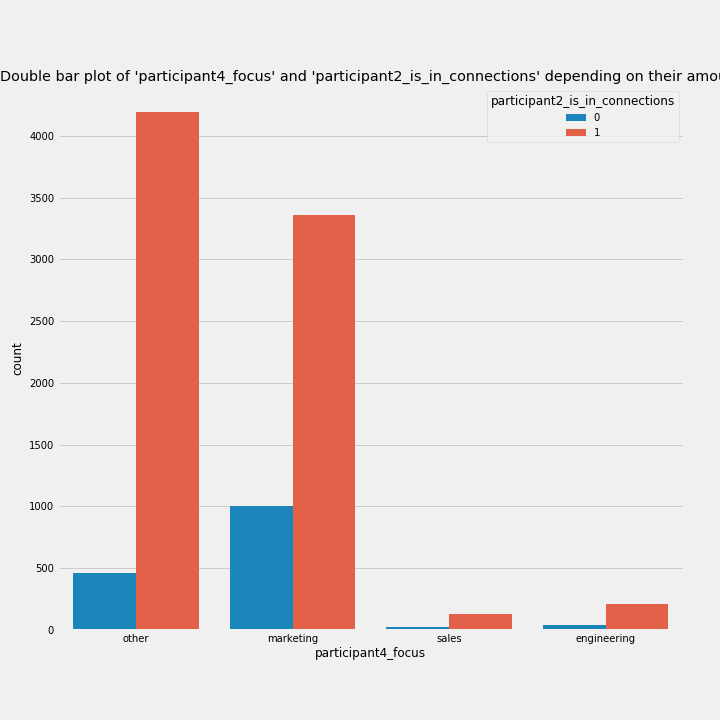 Double bar plot of 'participant4_focus' and 'participant2_is_in_connections' depending on their
participant2_is_in_connections
0
1
4000
3500
3000
2500
2000
1500
1000
500
0
count
other marketing sales engineering
participant4_focus